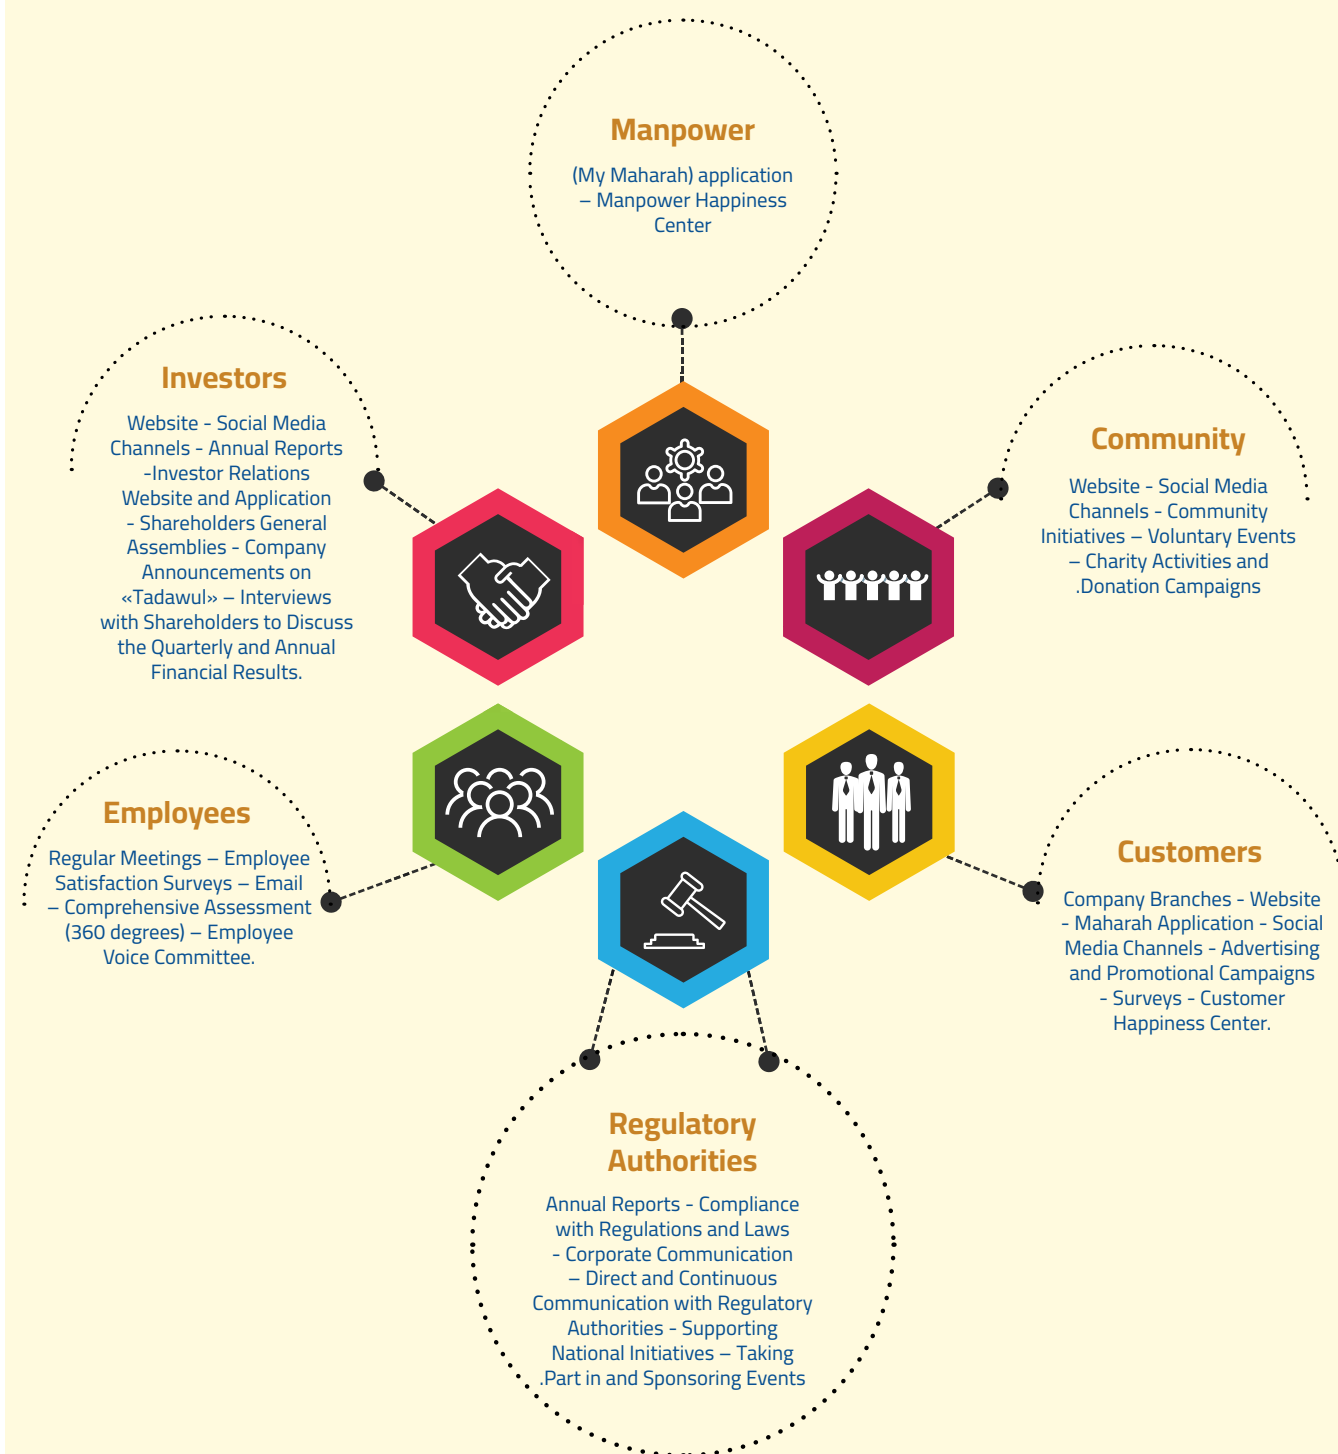 Manpower
(My Maharah) application
– Manpower Happiness
Center
Investors
Website - Social Media
Channels - Annual Reports
-Investor Relations
Website and Application
- Shareholders General
Assemblies - Company
Announcements on
«Tadawul» – Interviews
with Shareholders to Discuss
the Quarterly and Annual
Financial Results.
Community
Website - Social Media
Channels - Community
Initiatives – Voluntary Events
– Charity Activities and
.Donation Campaigns
Employees
Regular Meetings – Employee
Satisfaction Surveys – Email
– Comprehensive Assessment
(360 degrees) – Employee
Voice Committee.
Customers
Company Branches - Website
- Maharah Application - Social
Media Channels - Advertising
and Promotional Campaigns
- Surveys - Customer
Happiness Center.
Regulatory
Authorities
Annual Reports - Compliance
with Regulations and Laws
- Corporate Communication
– Direct and Continuous
Communication with Regulatory
Authorities - Supporting
National Initiatives – Taking
.Part in and Sponsoring Events